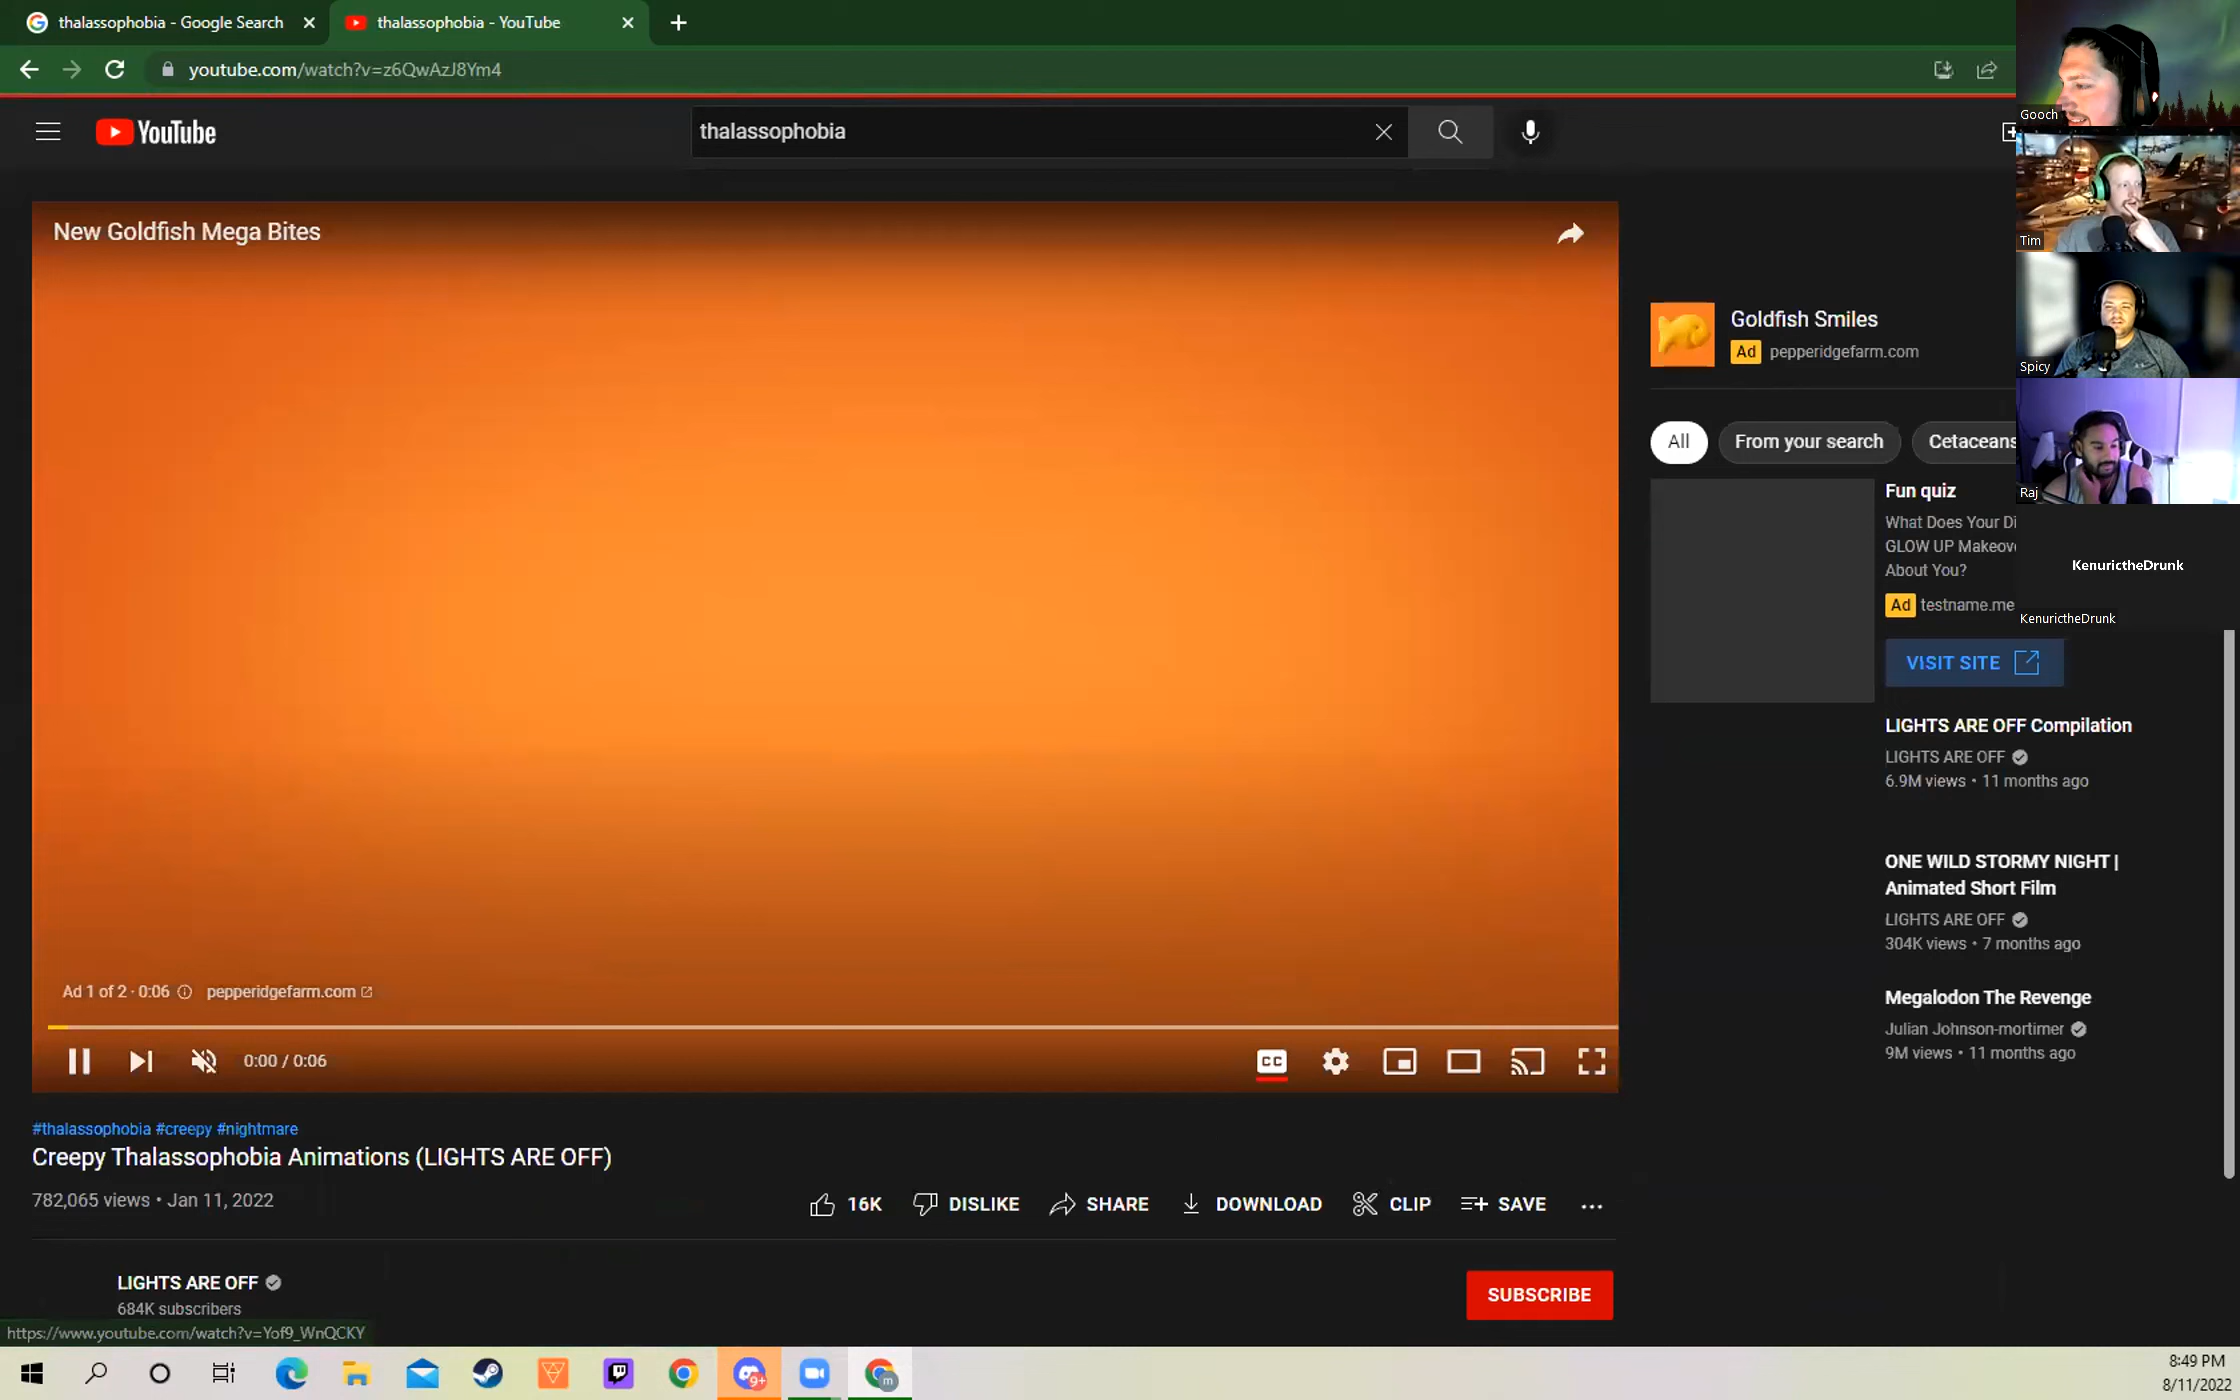 thalassophobia - Google Search
thalassophobia - YouTube
youtube.com/watch?v=z6QwAzJ8Ym4
YouTube
thalassophobia
New Goldfish Mega Bites
Ad 1 of 2 · 0:06 pepperidgefarm.com
0:00 / 0:06
CC
#thalassophobia #creepy #nightmare
Creepy Thalassophobia Animations (LIGHTS ARE OFF)
782,065 views • Jan 11, 2022
16K DISLIKE SHARE DOWNLOAD CLIP SAVE
LIGHTS ARE OFF
684K subscribers
SUBSCRIBE
https://www.youtube.com/watch?v=Yof9_WnQCKY
Goldfish Smiles
Ad pepperidgefarm.com
All From your search Cetaceans
Fun quiz
What Does Your Di
GLOW UP Makeov
About You?
Ad testname.me
VISIT SITE
LIGHTS ARE OFF Compilation
LIGHTS ARE OFF
6.9M views • 11 months ago
ONE WILD STORMY NIGHT |
Animated Short Film
LIGHTS ARE OFF
304K views • 7 months ago
Megalodon The Revenge
Julian Johnson-mortimer
9M views • 11 months ago
Gooch
Tim
Spicy
Raj
KenurictheDrunk
KenurictheDrunk
9+
m
8:49 PM
8/11/2022